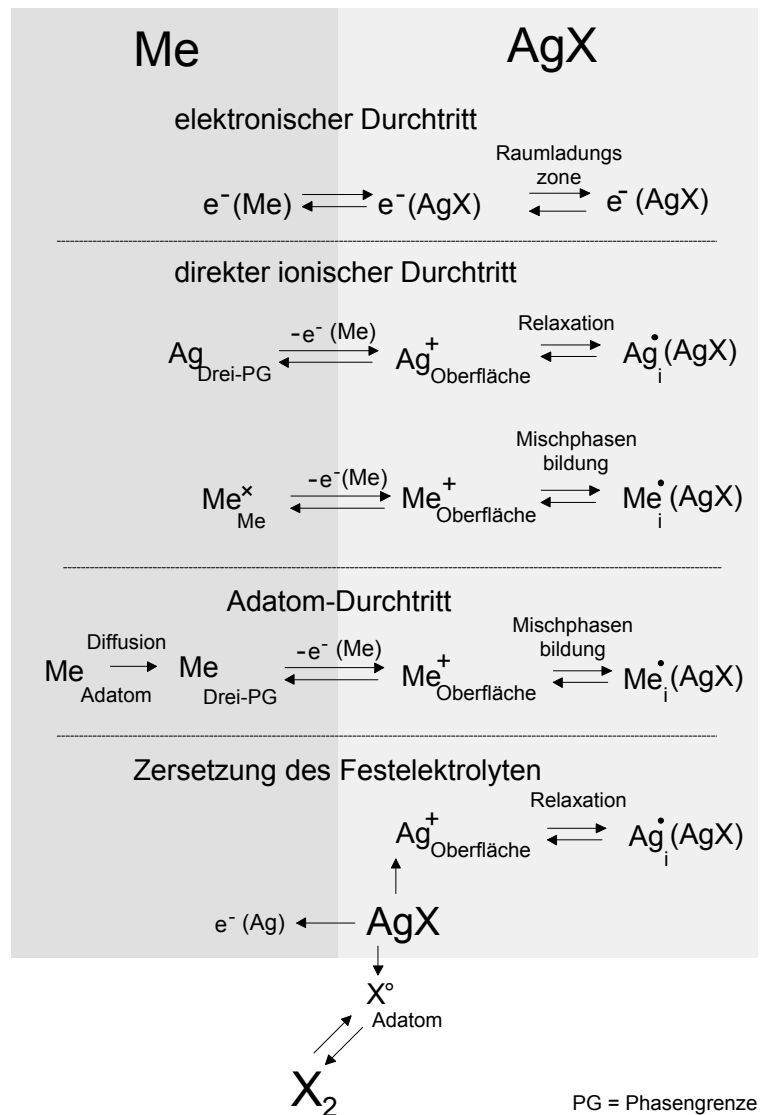 Me AgX
elektronischer Durchtritt
Raumladungs
zone
e⁻(Me) ⇌ e⁻(AgX) ⇌ e⁻(AgX)
direkter ionischer Durchtritt
-e⁻(Me) Relaxation
Ag Drei-PG ⇌ Ag⁺ Oberfläche ⇌ Ag•i(AgX)
Mischphasen
bildung
-e⁻(Me)
Me×Me ⇌ Me⁺ Oberfläche ⇌ Me•i(AgX)
Adatom-Durchtritt
Mischphasen
bildung
Diffusion -e⁻(Me)
Me Adatom → Me Drei-PG ⇌ Me⁺ Oberfläche ⇌ Me•i(AgX)
Zersetzung des Festelektrolyten
Relaxation
Ag⁺ Oberfläche ⇌ Ag•i(AgX)
e⁻(Ag) ← AgX
X° Adatom
X₂
PG = Phasengrenze